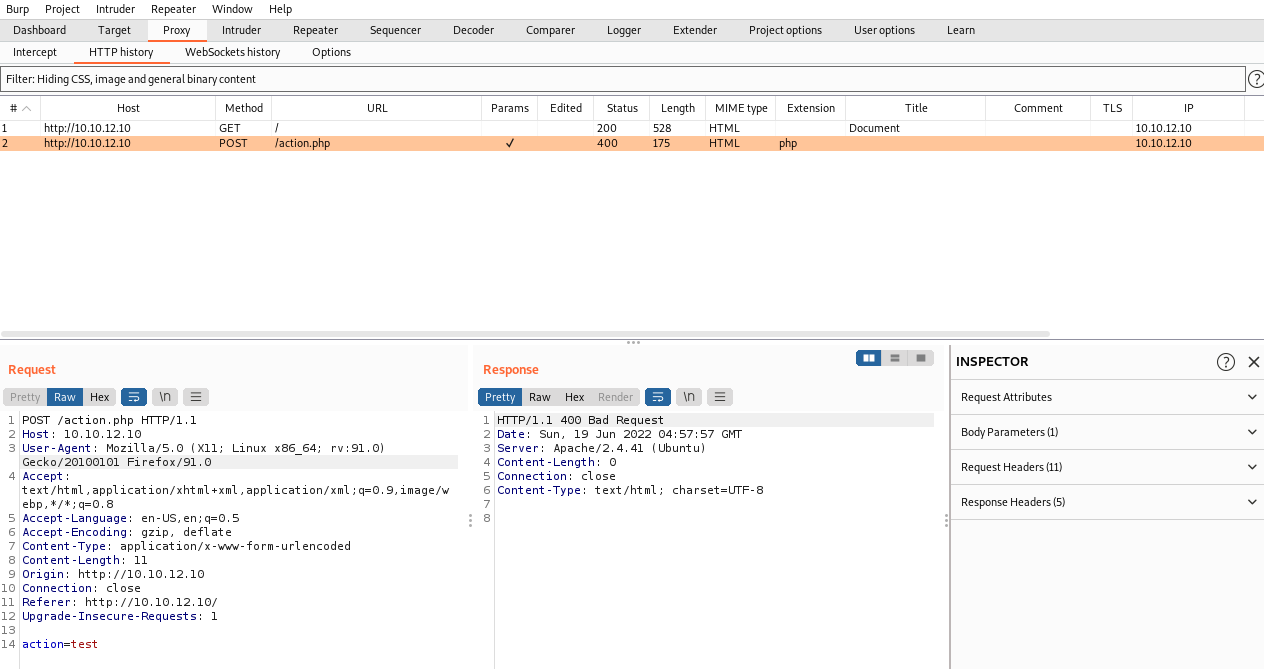 Burp Project Intruder Repeater Window Help
Dashboard Target Proxy Intruder Repeater Sequencer Decoder Comparer Logger Extender Project options User options Learn
Intercept HTTP history WebSockets history Options
Filter: Hiding CSS, image and general binary content ?
# Host Method URL Params Edited Status Length MIME type Extension Title Comment TLS IP
1 http://10.10.12.10 GET / 200 528 HTML Document 10.10.12.10
2 http://10.10.12.10 POST /action.php ✓ 400 175 HTML php 10.10.12.10
Request
Pretty Raw Hex \n
1 POST /action.php HTTP/1.1
2 Host: 10.10.12.10
3 User-Agent: Mozilla/5.0 (X11; Linux x86_64; rv:91.0)
Gecko/20100101 Firefox/91.0
4 Accept:
text/html,application/xhtml+xml,application/xml;q=0.9,image/w
ebp,*/*;q=0.8
5 Accept-Language: en-US,en;q=0.5
6 Accept-Encoding: gzip, deflate
7 Content-Type: application/x-www-form-urlencoded
8 Content-Length: 11
9 Origin: http://10.10.12.10
10 Connection: close
11 Referer: http://10.10.12.10/
12 Upgrade-Insecure-Requests: 1
13
14 action=test
Response
Pretty Raw Hex Render \n
1 HTTP/1.1 400 Bad Request
2 Date: Sun, 19 Jun 2022 04:57:57 GMT
3 Server: Apache/2.4.41 (Ubuntu)
4 Content-Length: 0
5 Connection: close
6 Content-Type: text/html; charset=UTF-8
7
8
INSPECTOR ?
Request Attributes
Body Parameters (1)
Request Headers (11)
Response Headers (5)